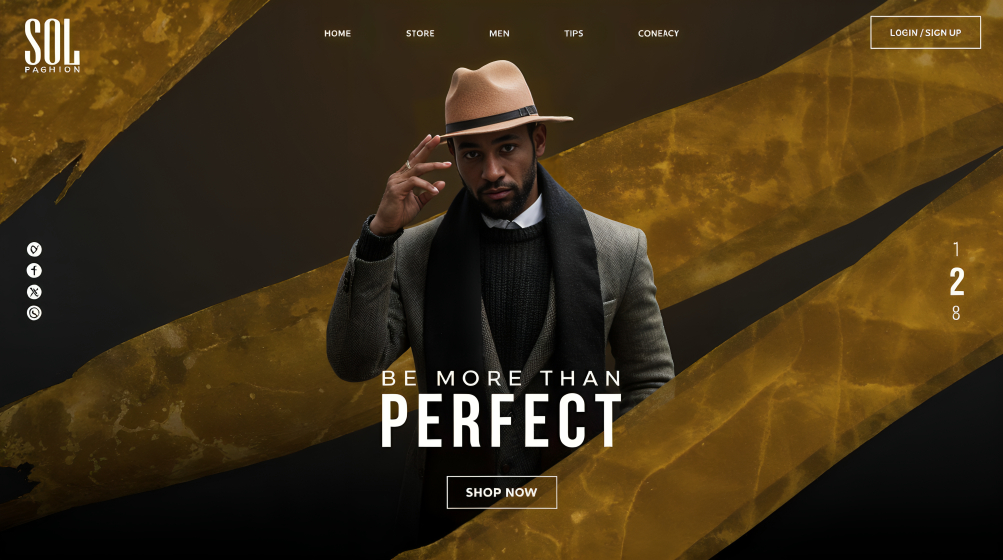 SOL
PAGHION
HOME
STORE
MEN
TIPS
CONEACY
LOGIN / SIGN UP
1
2
8
BE MORE THAN
PERFECT
SHOP NOW